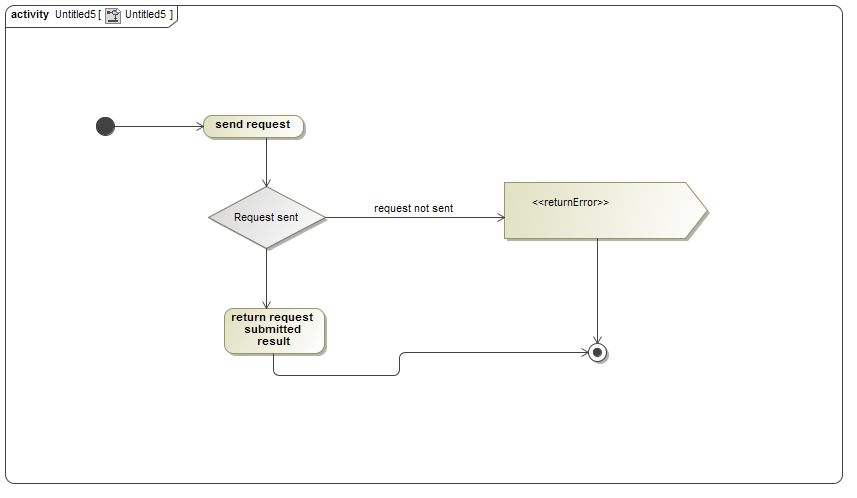 activity Untitled5 [ Untitled5 ]
send request
Request sent
request not sent
<<returnError>>
return request
submitted
result